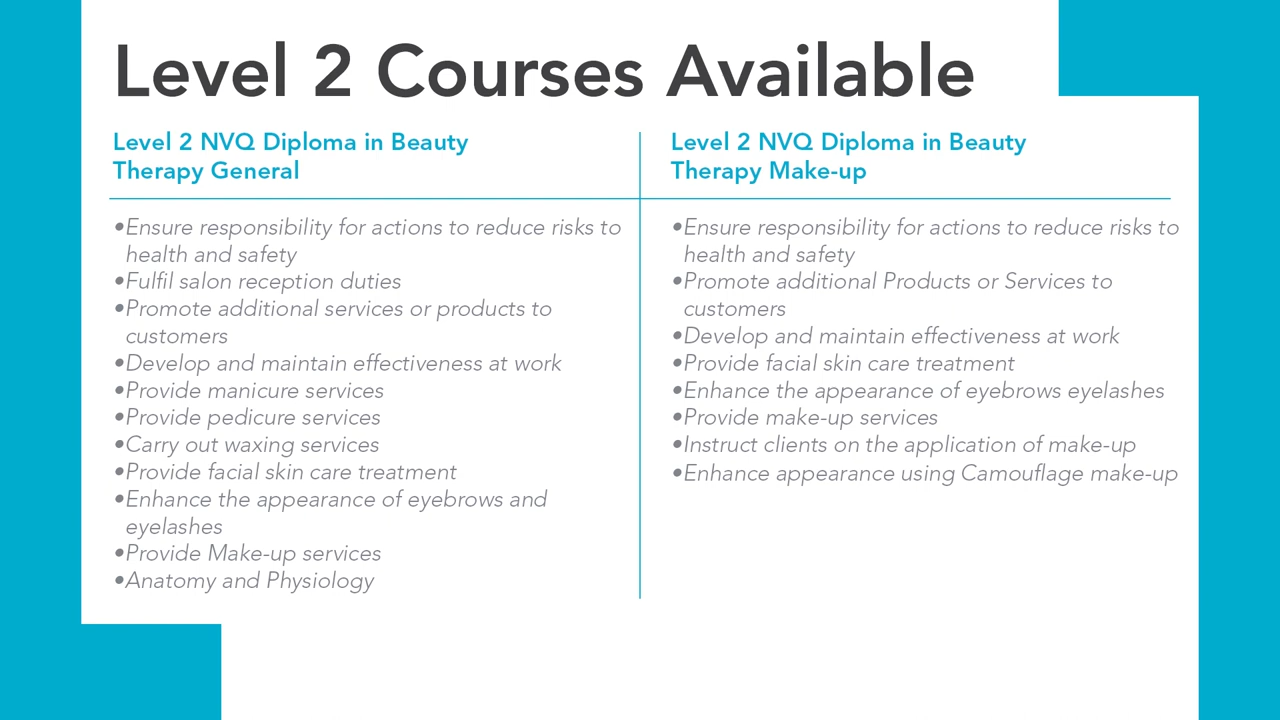 Level 2 Courses Available
Level 2 NVQ Diploma in Beauty
Therapy General
•Ensure responsibility for actions to reduce risks to
health and safety
•Fulfil salon reception duties
•Promote additional services or products to
customers
•Develop and maintain effectiveness at work
•Provide manicure services
•Provide pedicure services
•Carry out waxing services
•Provide facial skin care treatment
•Enhance the appearance of eyebrows and
eyelashes
•Provide Make-up services
•Anatomy and Physiology
Level 2 NVQ Diploma in Beauty
Therapy Make-up
•Ensure responsibility for actions to reduce risks to
health and safety
•Promote additional Products or Services to
customers
•Develop and maintain effectiveness at work
•Provide facial skin care treatment
•Enhance the appearance of eyebrows eyelashes
•Provide make-up services
•Instruct clients on the application of make-up
•Enhance appearance using Camouflage make-up